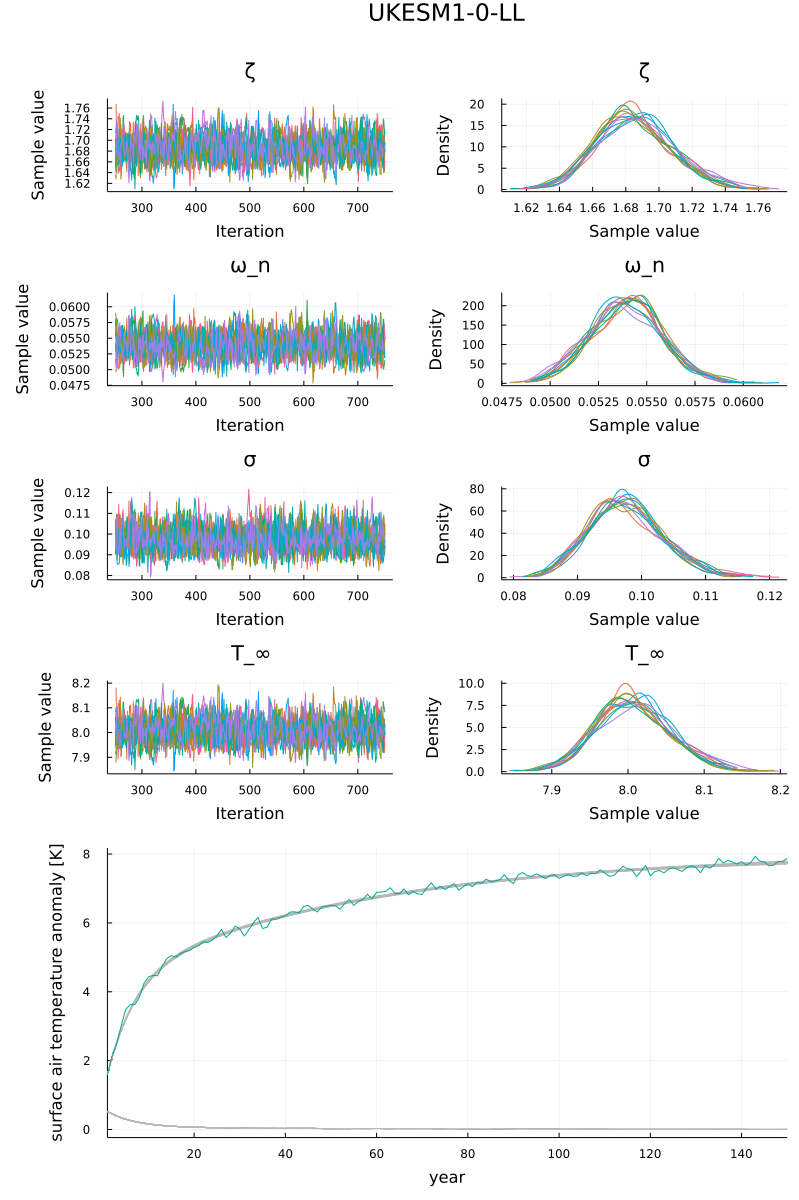 UKESM1-0-LL
ζ
Sample value
1.76
1.74
1.72
1.70
1.68
1.66
1.64
1.62
300 400 500 600 700
Iteration
ζ
Density
20
15
10
5
0
1.62 1.64 1.66 1.68 1.70 1.72 1.74 1.76
Sample value
ω_n
Sample value
0.0600
0.0575
0.0550
0.0525
0.0500
0.0475
300 400 500 600 700
Iteration
ω_n
Density
200
150
100
50
0
0.0475 0.0500 0.0525 0.0550 0.0575 0.0600
Sample value
σ
Sample value
0.12
0.11
0.10
0.09
0.08
300 400 500 600 700
Iteration
σ
Density
80
60
40
20
0
0.08 0.09 0.10 0.11 0.12
Sample value
T_∞
Sample value
8.2
8.1
8.0
7.9
300 400 500 600 700
Iteration
T_∞
Density
10.0
7.5
5.0
2.5
0.0
7.9 8.0 8.1 8.2
Sample value
surface air temperature anomaly [K]
8
6
4
2
0
20 40 60 80 100 120 140
year